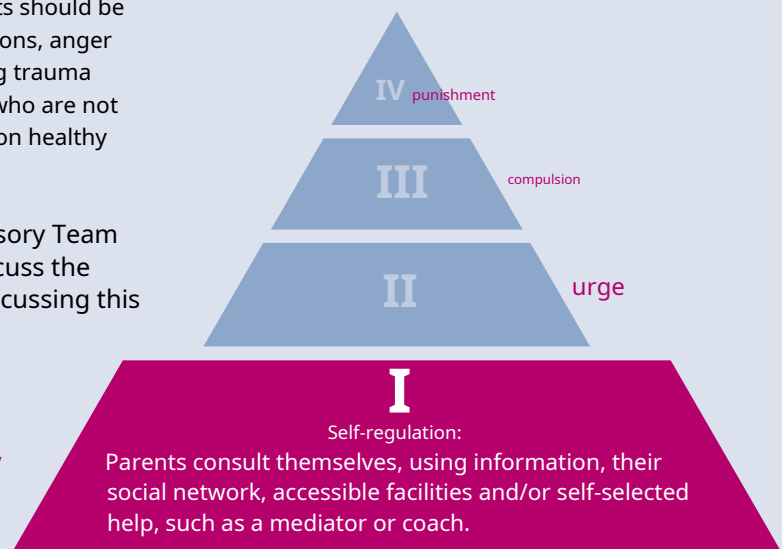 ts should be
ons, anger
g trauma
who are not
on healthy
sory Team
cuss the
cussing this
IV punishment
III
compulsion
II
urge
I
Self-regulation:
Parents consult themselves, using information, their
social network, accessible facilities and/or self-selected
help, such as a mediator or coach.